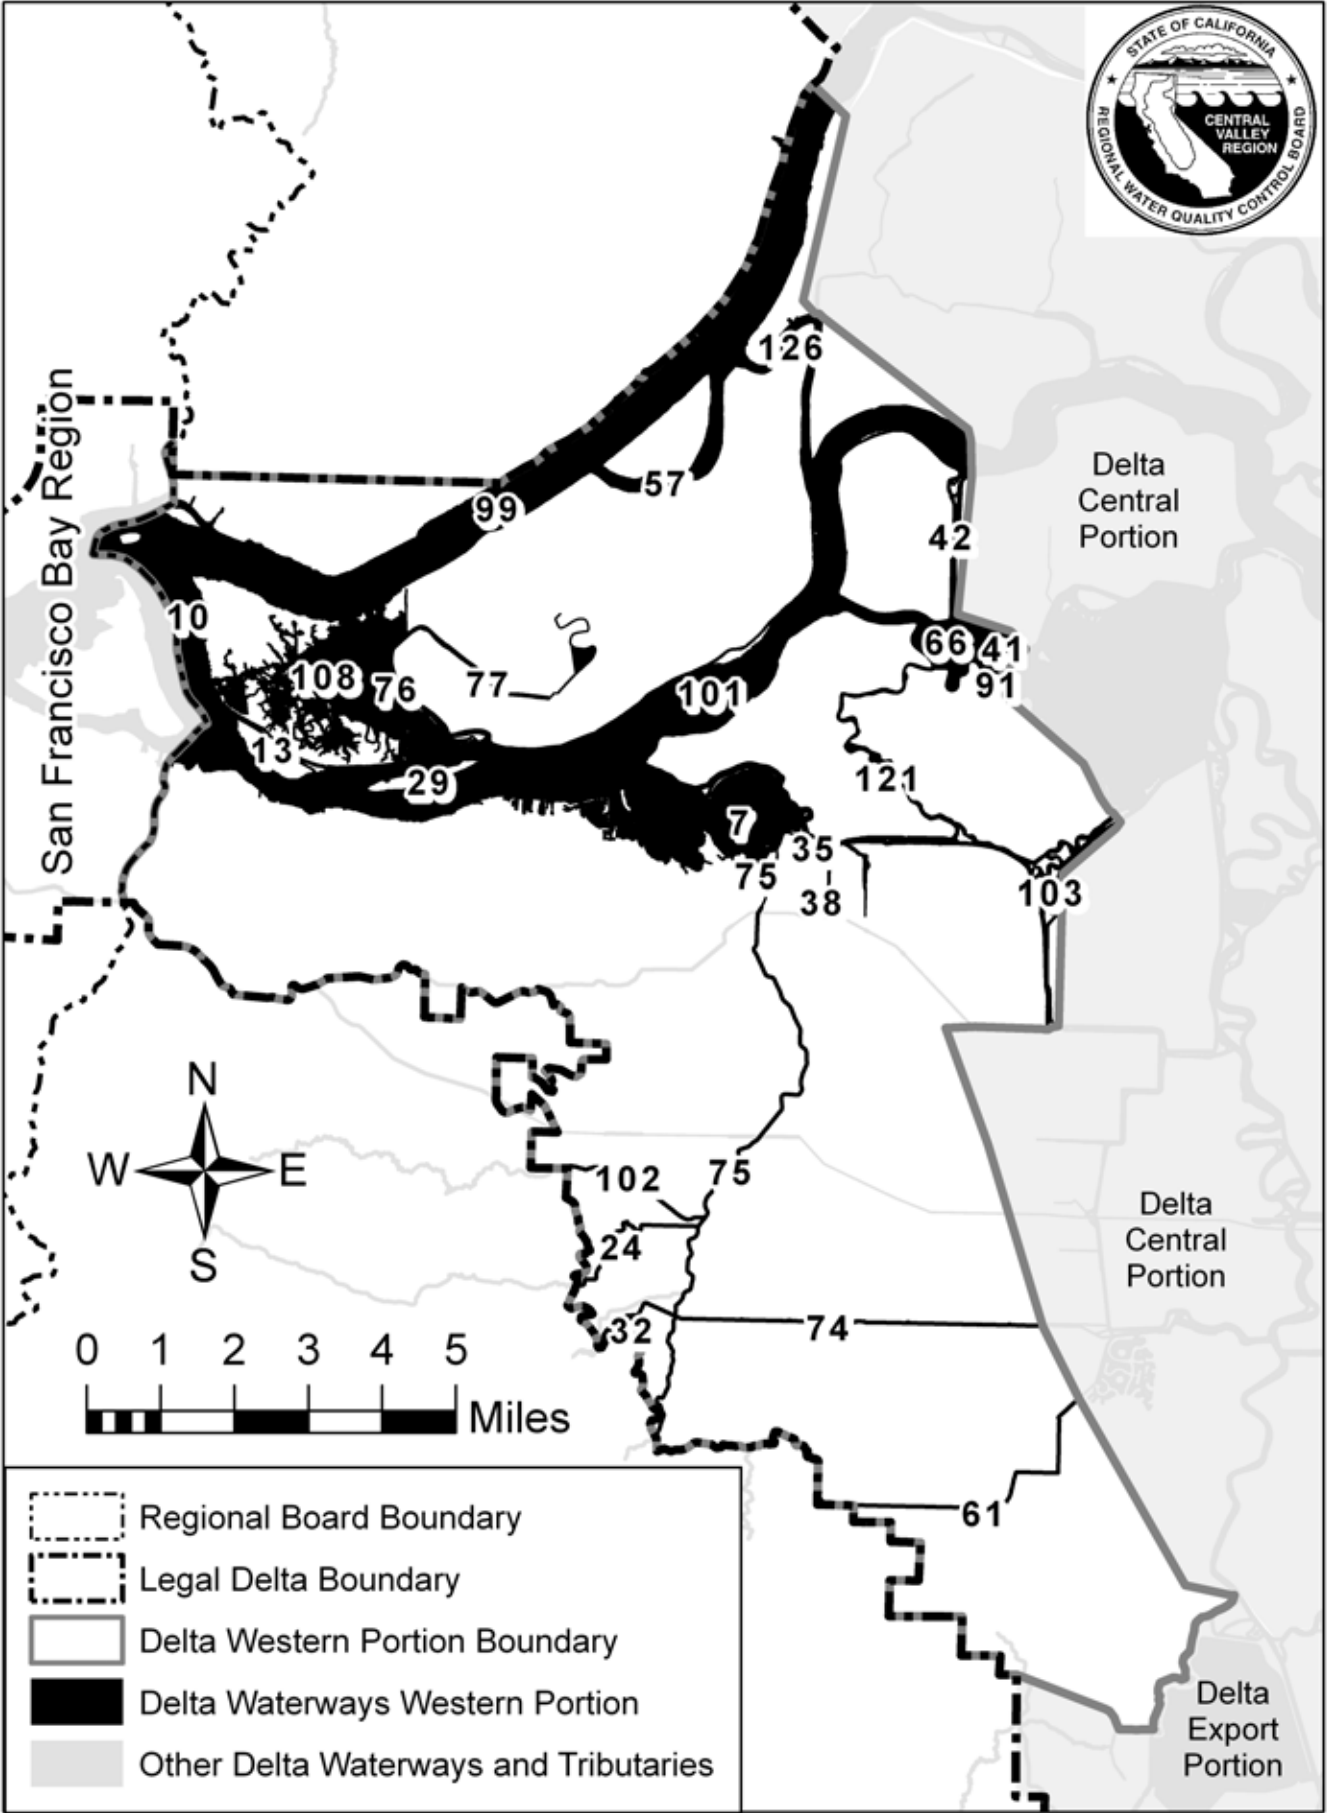 STATE OF CALIFORNIA
REGIONAL WATER QUALITY CONTROL BOARD
CENTRAL
VALLEY
REGION
San Francisco Bay Region
126
57
99
Delta
Central
Portion
42
10
66
41
108
76
77
101
91
13
29
121
7
35
75
38
103
N
W
E
S
102
75
24
Delta
Central
Portion
32
74
0 1 2 3 4 5
Miles
61
Regional Board Boundary
Legal Delta Boundary
Delta Western Portion Boundary
Delta Waterways Western Portion
Other Delta Waterways and Tributaries
Delta
Export
Portion